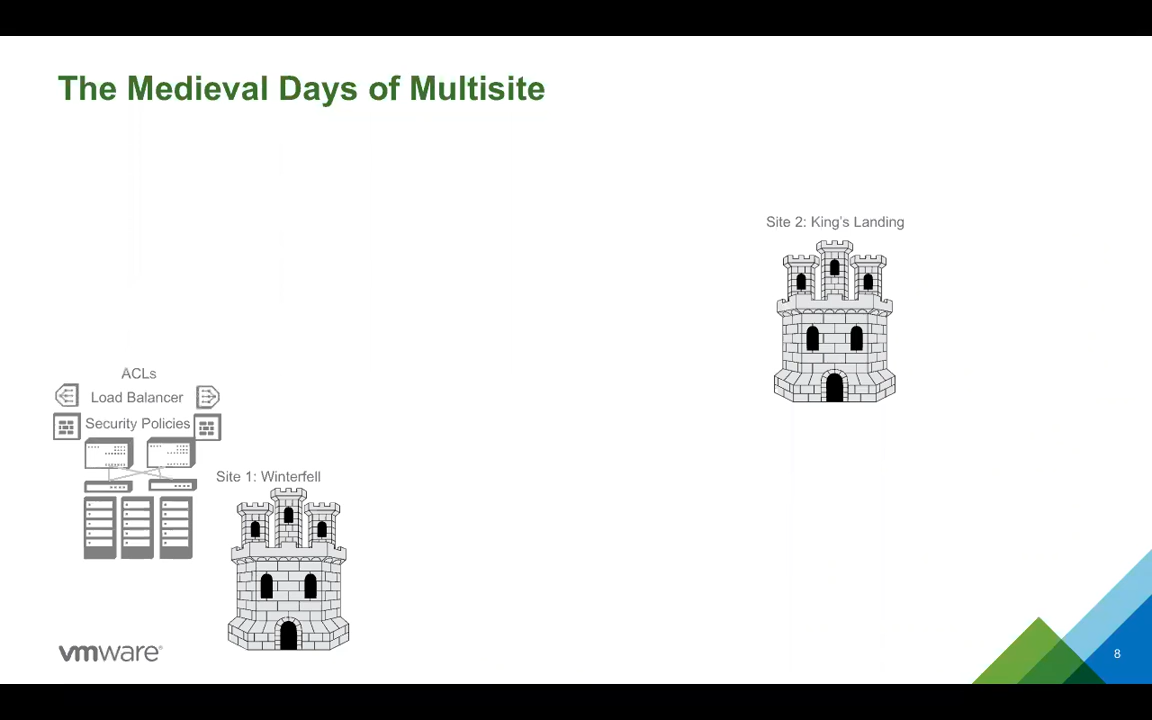 The Medieval Days of Multisite
Site 2: King's Landing
ACLs
Load Balancer
Security Policies
Site 1: Winterfell
vmware®
8